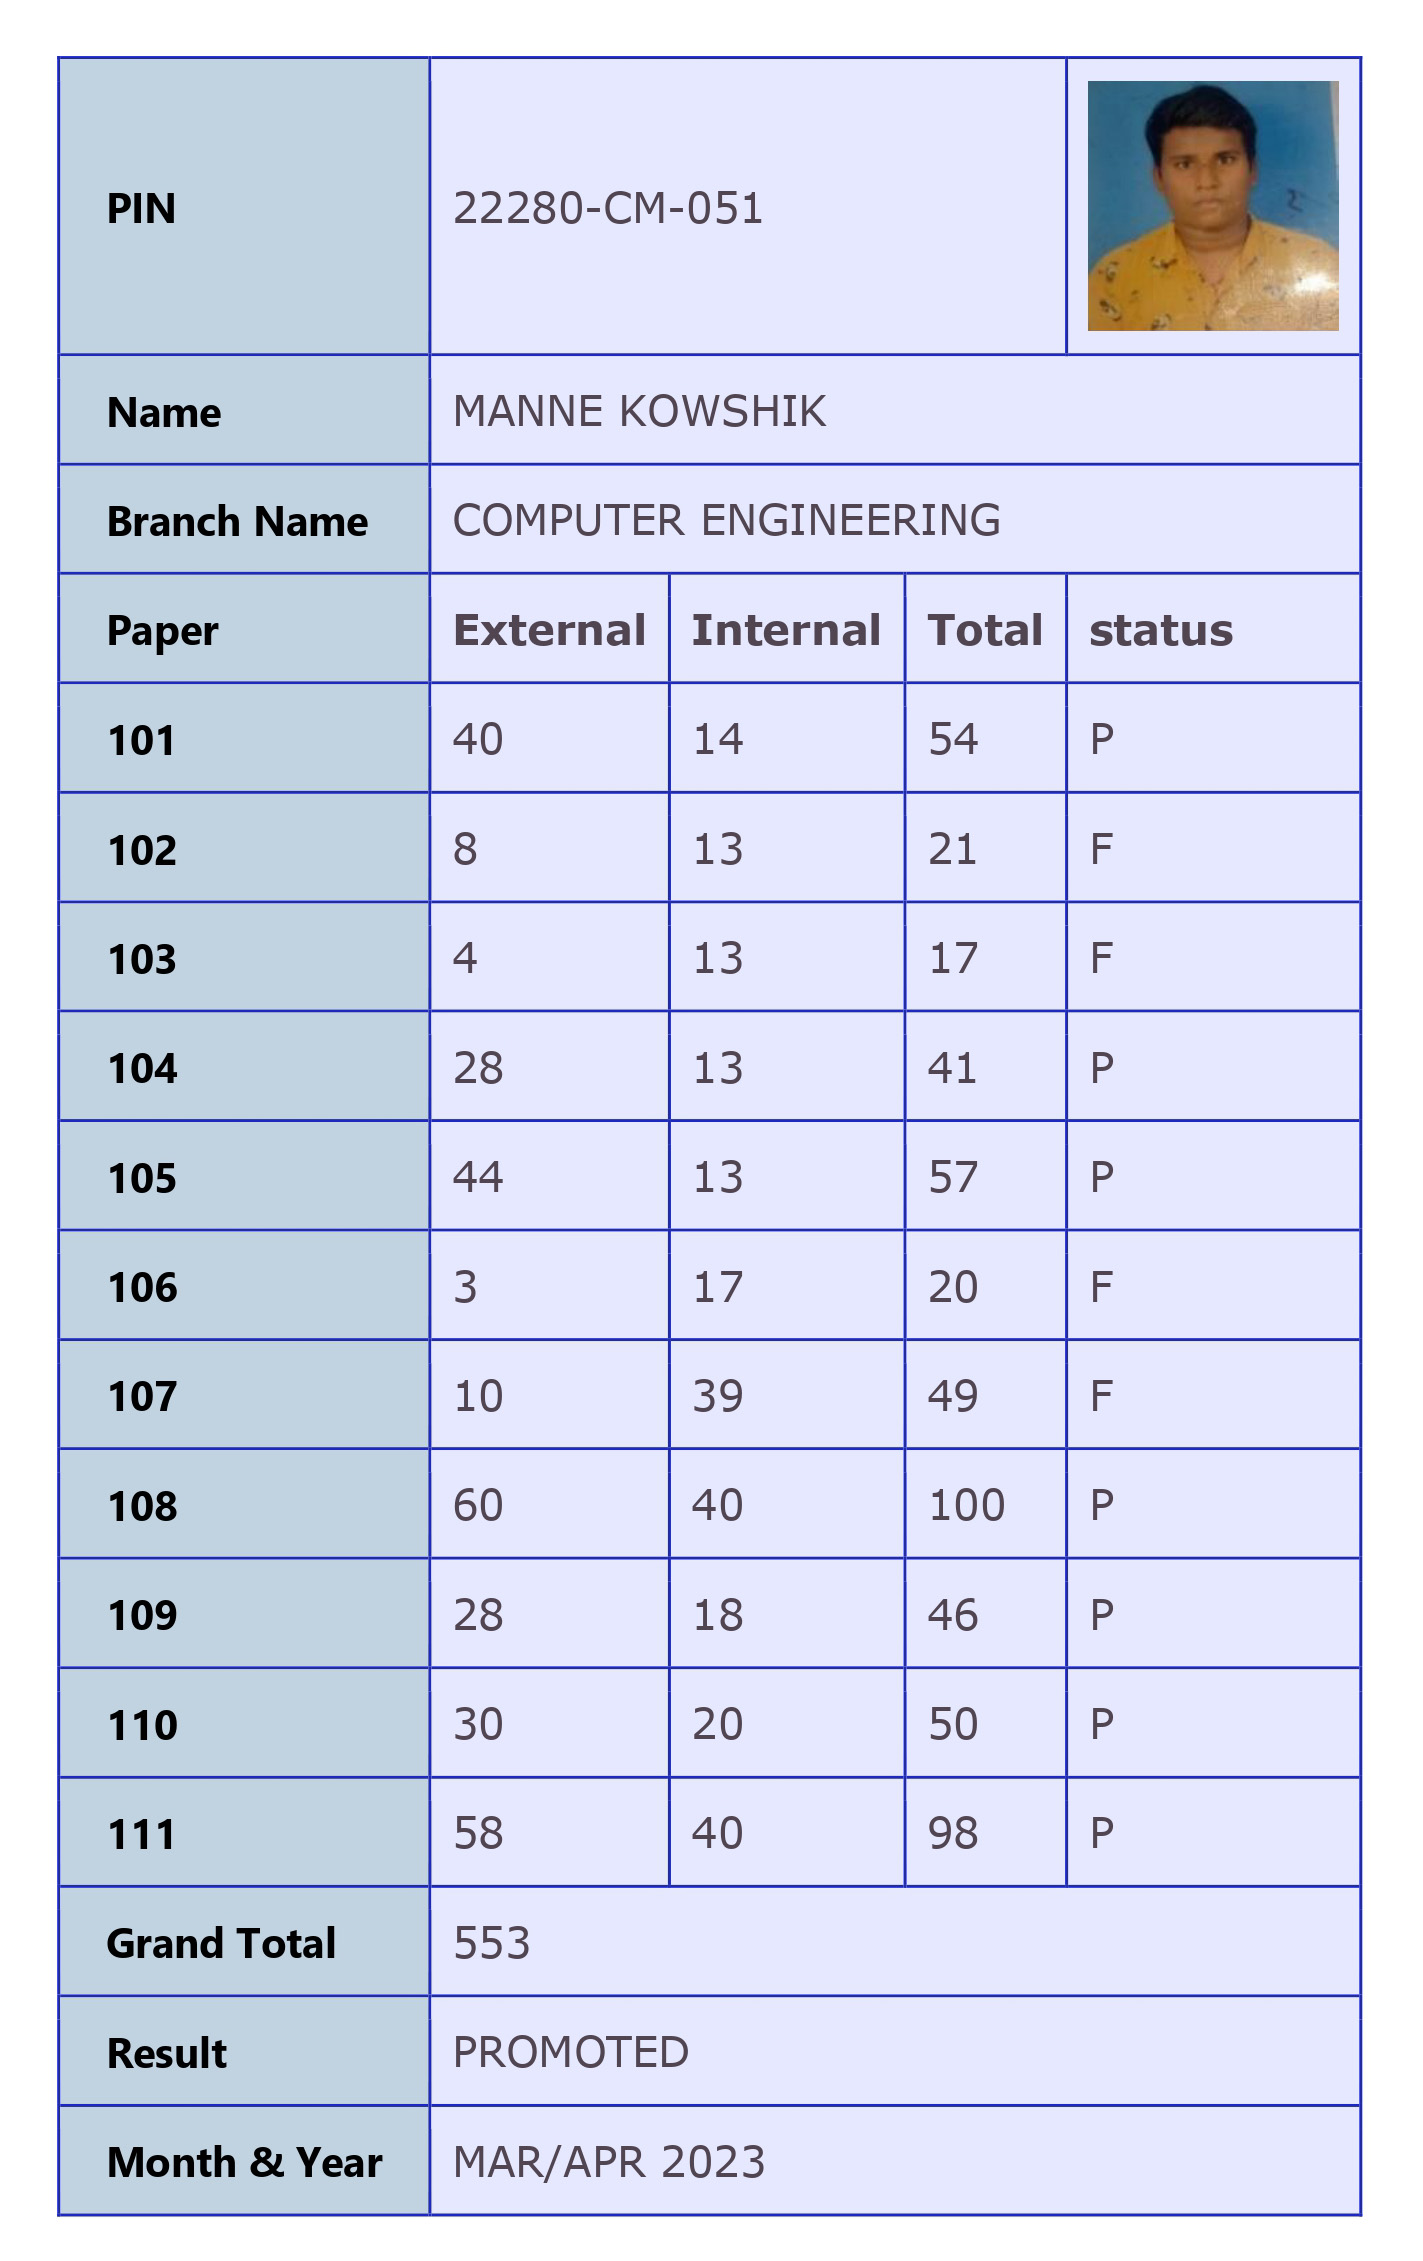 PIN 22280-CM-051
Name MANNE KOWSHIK
Branch Name COMPUTER ENGINEERING
Paper External Internal Total status
101 40 14 54 P
102 8 13 21 F
103 4 13 17 F
104 28 13 41 P
105 44 13 57 P
106 3 17 20 F
107 10 39 49 F
108 60 40 100 P
109 28 18 46 P
110 30 20 50 P
111 58 40 98 P
Grand Total 553
Result PROMOTED
Month & Year MAR/APR 2023